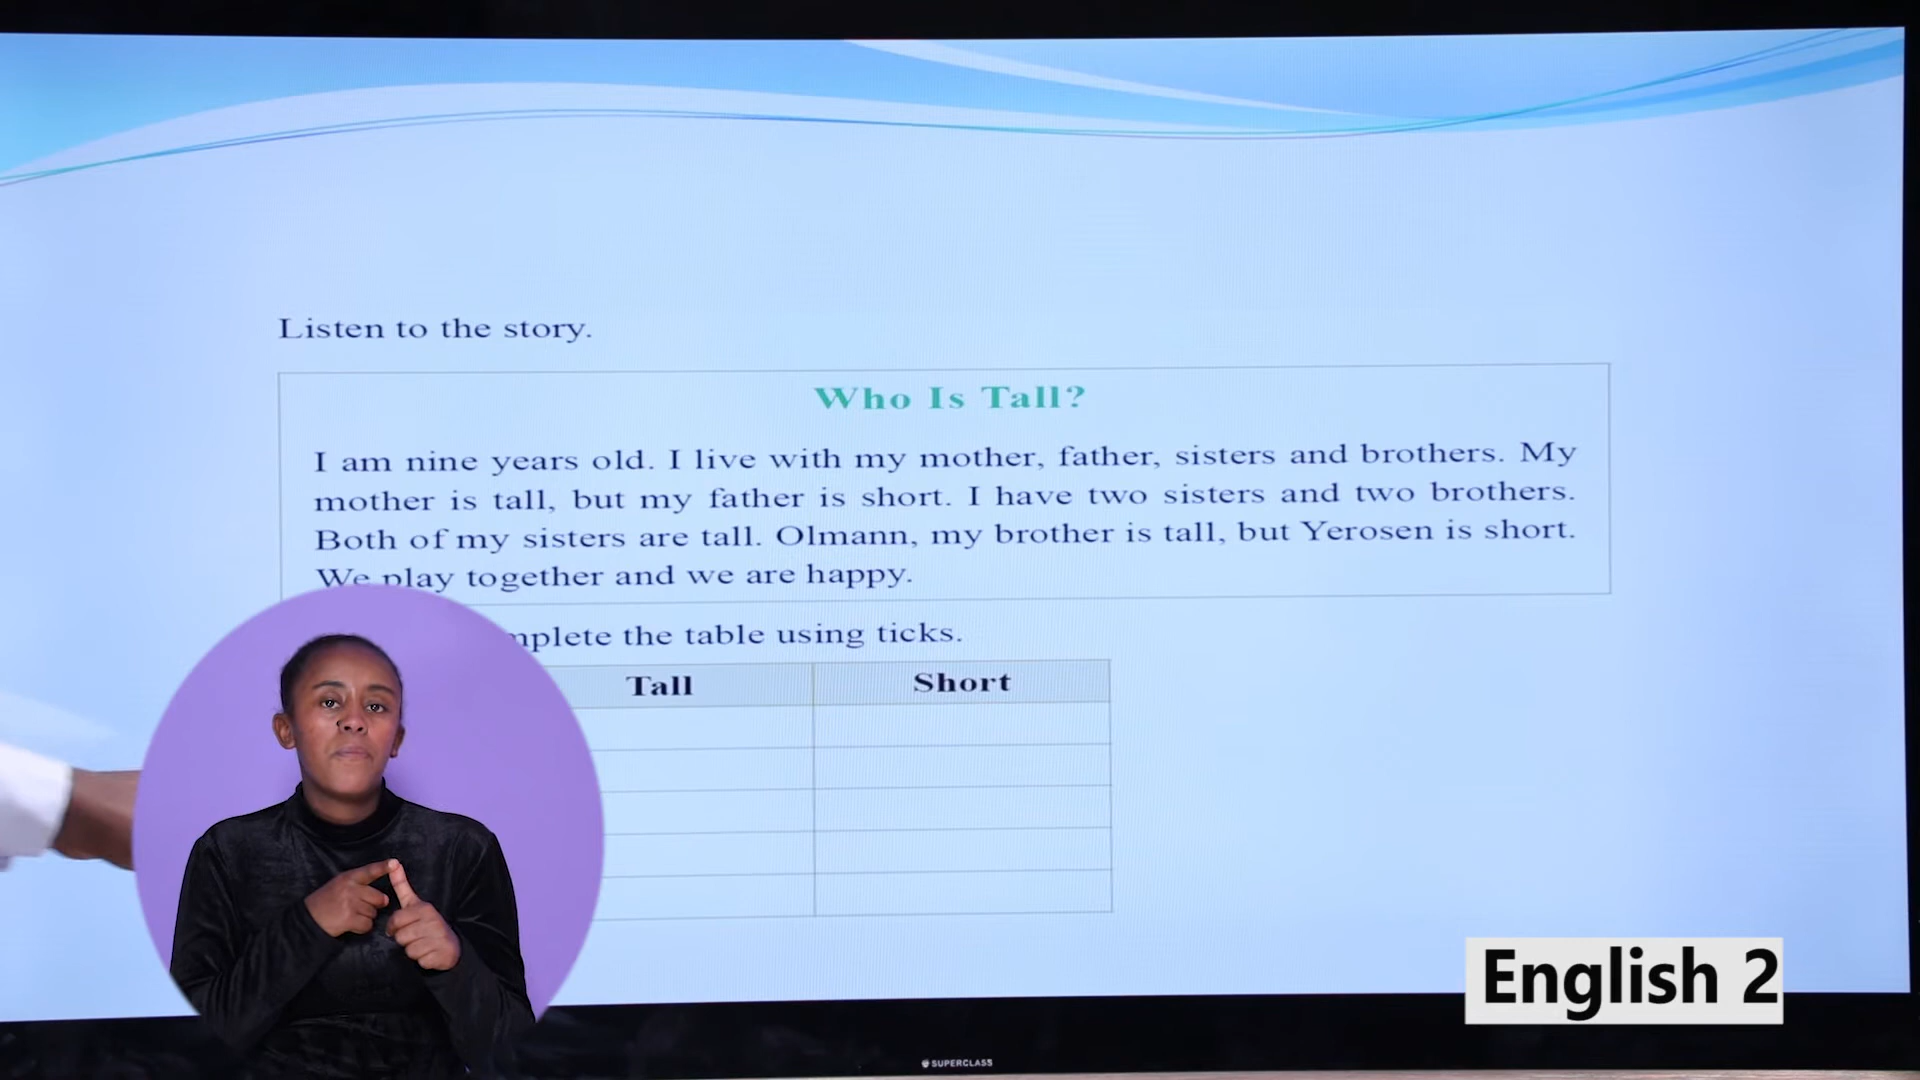 Listen to the story.
Who Is Tall?
I am nine years old. I live with my mother, father, sisters and brothers. My
mother is tall, but my father is short. I have two sisters and two brothers.
Both of my sisters are tall. Olmann, my brother is tall, but Yerosen is short.
We play together and we are happy.
the table using ticks.
Tall
Short
English 2
SUPERCLASS